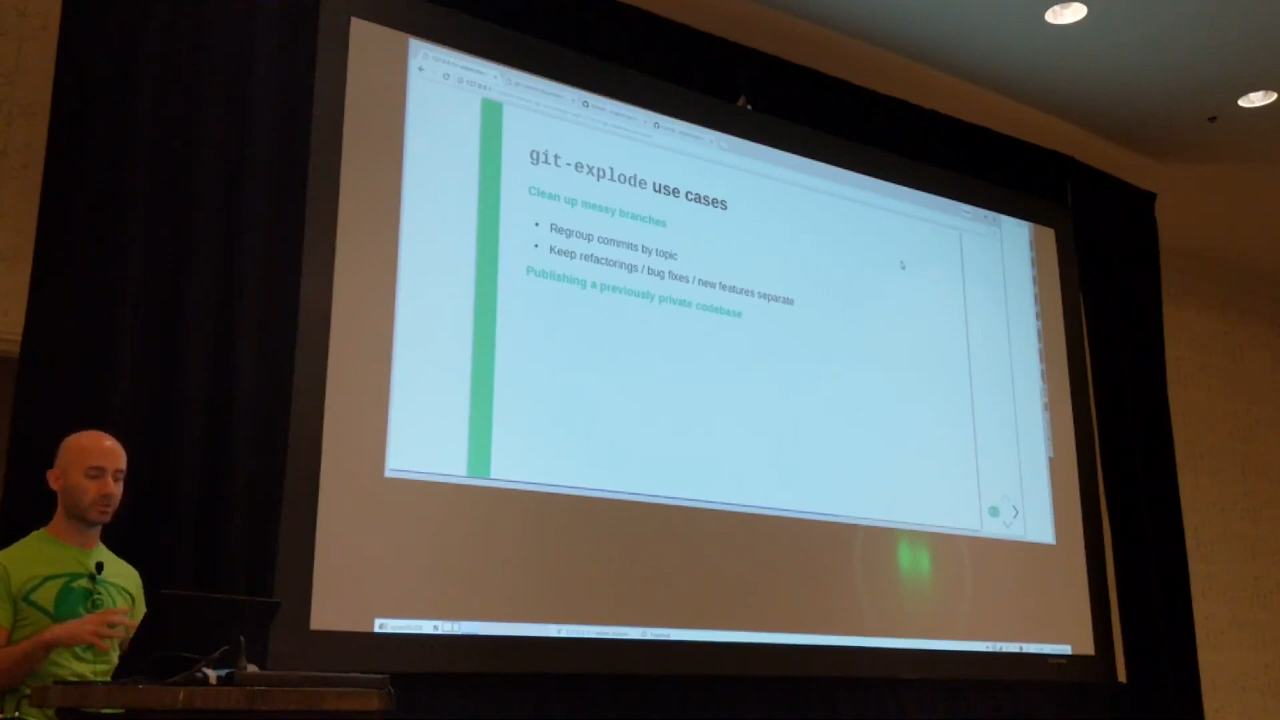 git-explode use cases
Clean up messy branches
• Regroup commits by topic
• Keep refactorings / bug fixes / new features separate
Publishing a previously private codebase